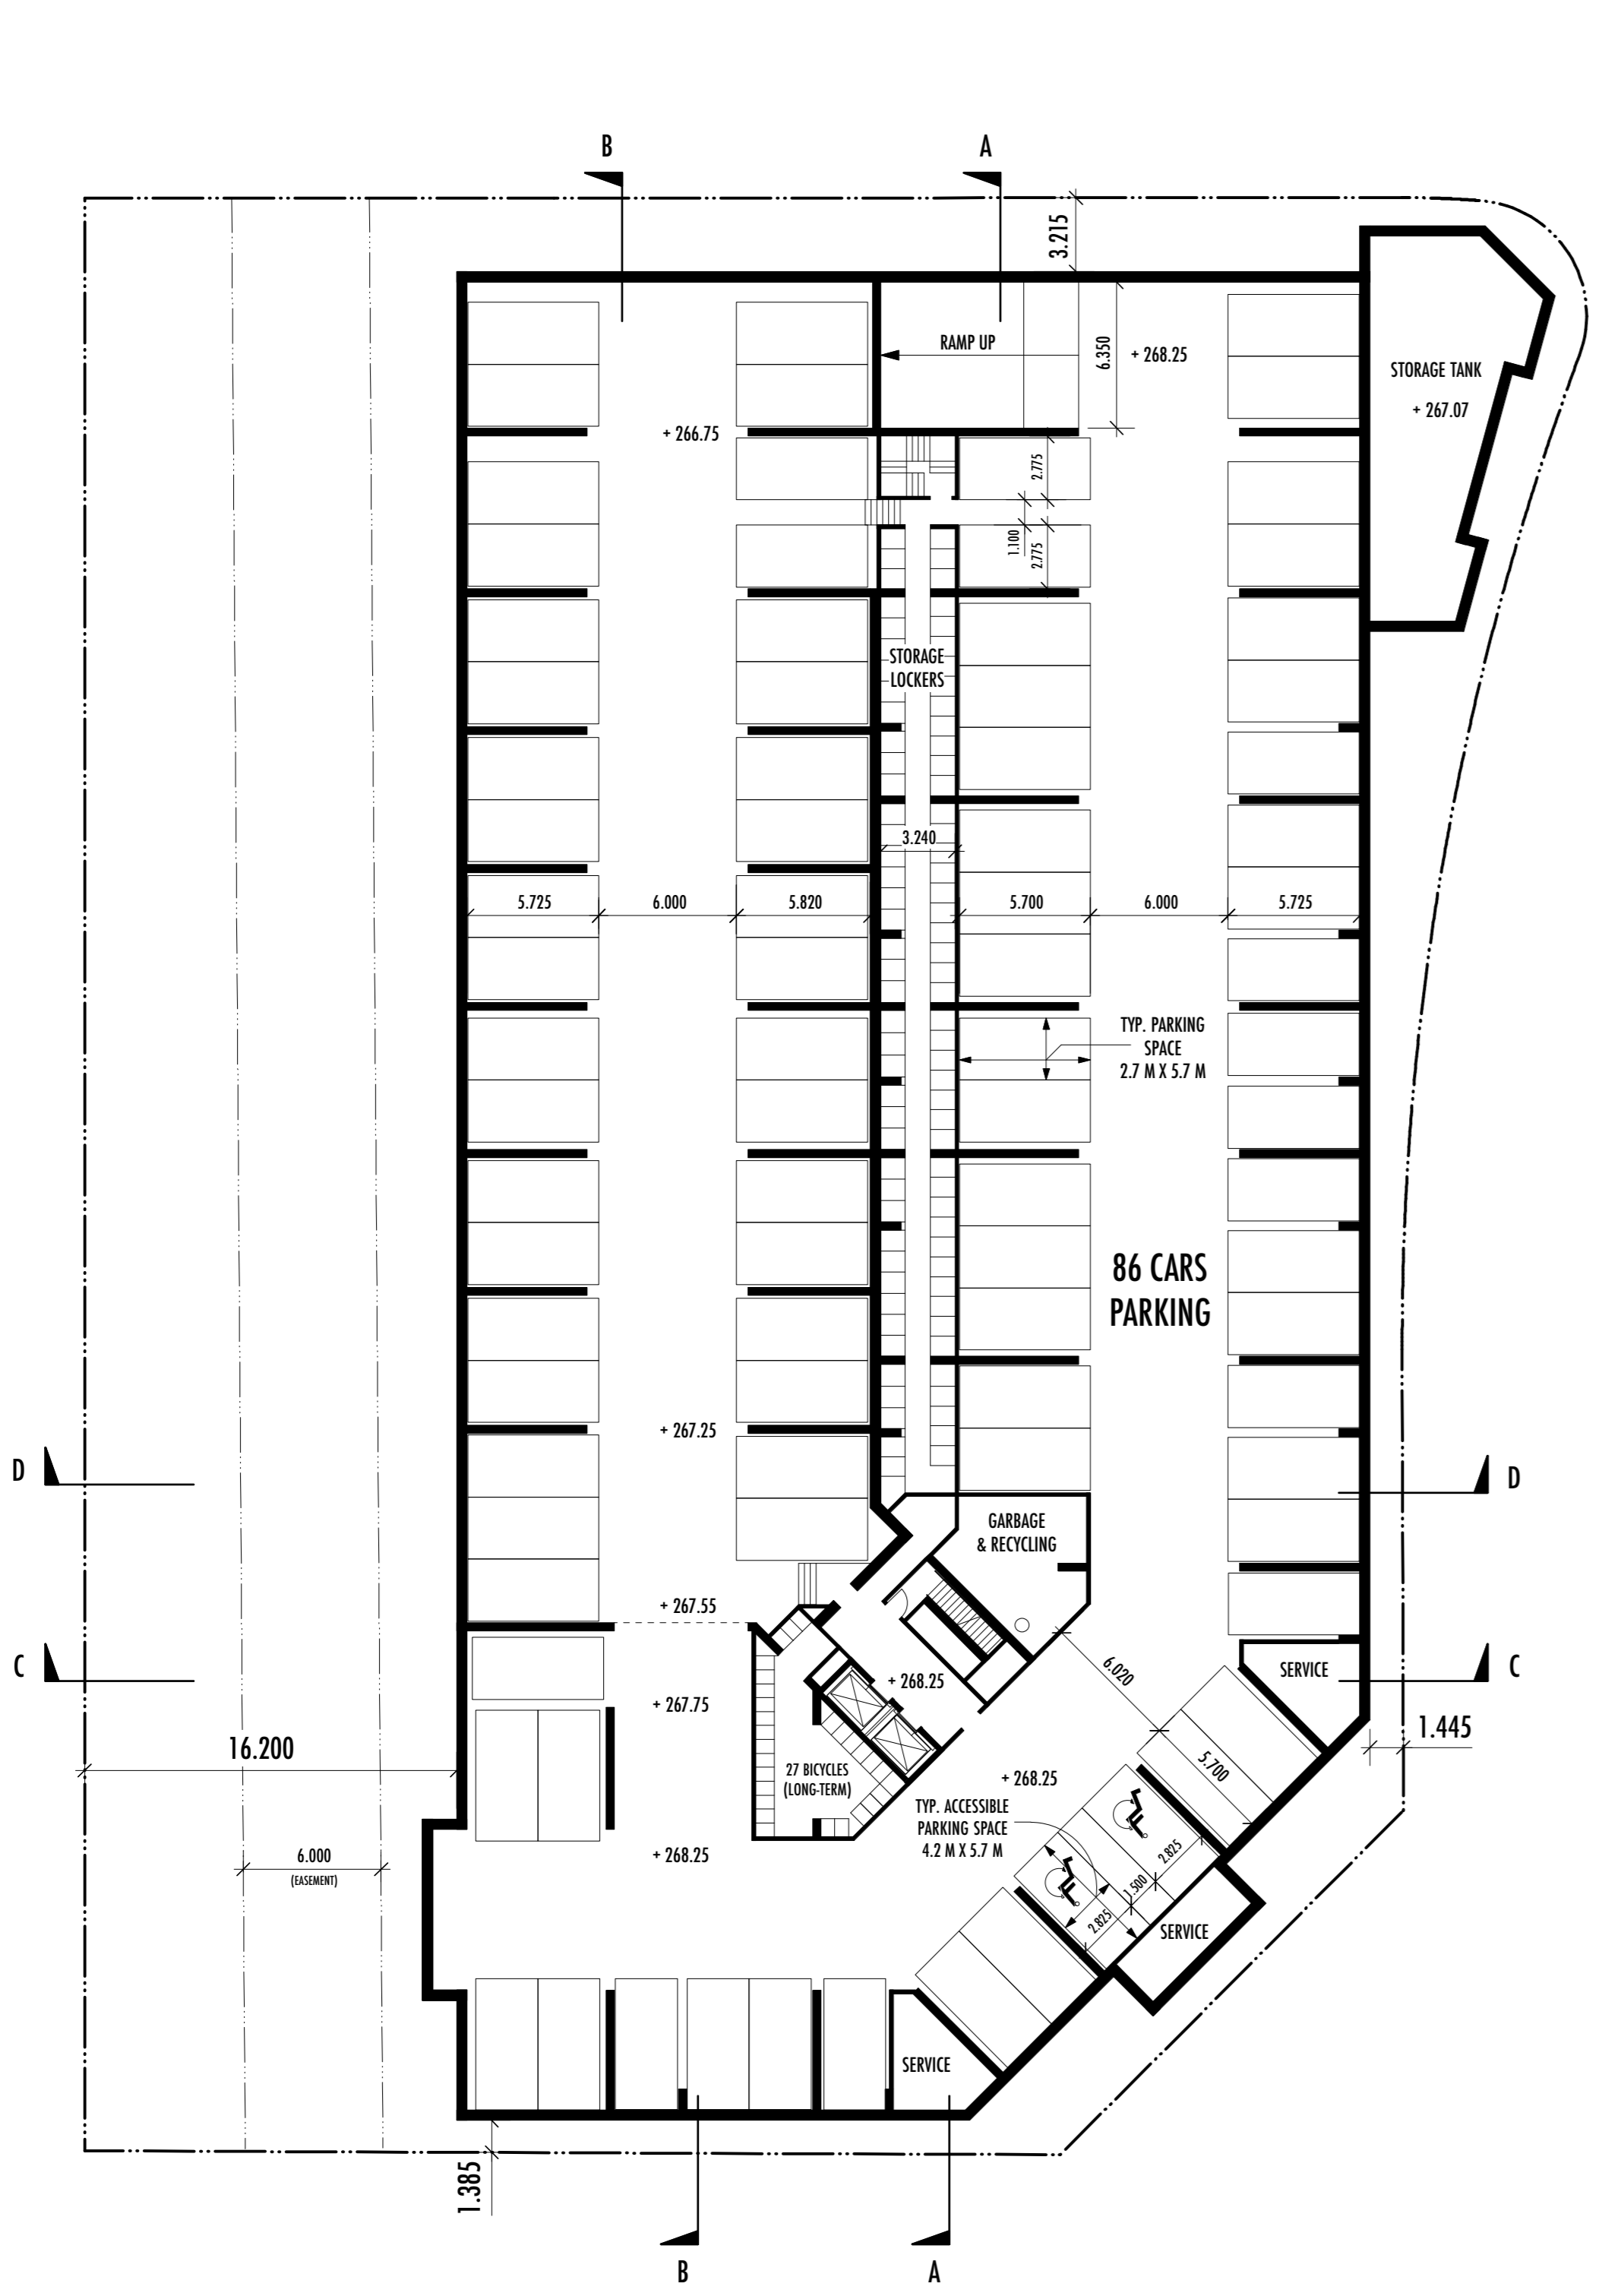 B
A
3.215
RAMP UP
6.350
+ 268.25
STORAGE TANK
+ 267.07
+ 266.75
2.775
1.100
2.775
STORAGE
LOCKERS
3.240
5.725
6.000
5.820
5.700
6.000
5.725
TYP. PARKING
SPACE
2.7 M X 5.7 M
86 CARS
PARKING
+ 267.25
D
D
GARBAGE
& RECYCLING
+ 267.55
C
6.020
SERVICE
C
+ 268.25
+ 267.75
16.200
1.445
5.700
27 BICYCLES
(LONG-TERM)
+ 268.25
TYP. ACCESSIBLE
PARKING SPACE
4.2 M X 5.7 M
+ 268.25
6.000
(EASEMENT)
2.825
1.500
2.825
SERVICE
SERVICE
1.385
B
A